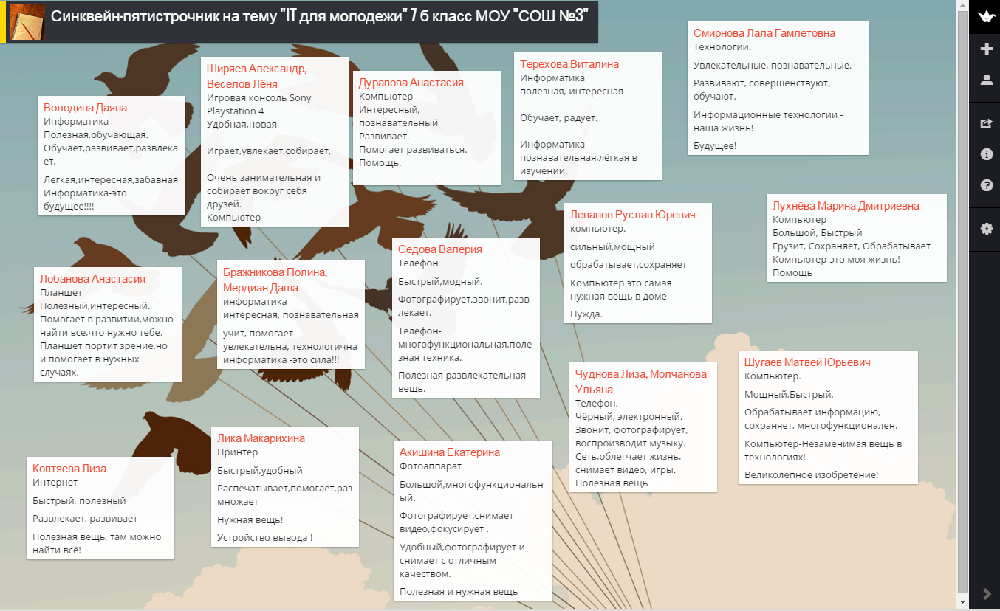 Синквейн-пятистрочник на тему "IT для молодежи" 7 б класс МОУ "СОШ №3"
Володина Даяна
Информатика
Полезная,обучающая.
Обучает,развивает,развлека
ет.
Легкая,интересная,забавная
Информатика-это
будущее!!!!
Ширяев Александр,
Веселов Лёня
Игровая консоль Sony
Playstation 4
Удобная,новая
Играет,увлекает,собирает,
Очень занимательная и
собирает вокруг себя
друзей.
Компьютер
Дурапова Анастасия
Компьютер
Интересный,
познавательный
Развивает.
Помогает развиваться.
Помощь.
Терехова Виталина
Информатика
полезная, интересная
Обучает, радует.
Информатика-
познавательная,лёгкая в
изучении.
Смирнова Лала Гамлетовна
Технологии.
Увлекательные, познавательные.
Развивают, совершенствуют,
обучают.
Информационные технологии -
наша жизнь!
Будущее!
Леванов Руслан Юревич
компьютер.
сильный,мощный
обрабатывает,сохраняет
Компьютер это самая
нужная вещь в доме
Нужда.
Лухнёва Марина Дмитриевна
Компьютер
Большой, Быстрый
Грузит, Сохраняет, Обрабатывает
Компьютер-это моя жизнь!
Помощь
Лобанова Анастасия
Планшет
Полезный,интересный.
Помогает в развитии,можно
найти все,что нужно тебе.
Планшет портит зрение,но
и помогает в нужных
случаях.
Бражникова Полина,
Мердиан Даша
информатика
интересная, познавательная
учит, помогает
увлекательна, технологична
информатика -это сила!!!
Седова Валерия
Телефон
Быстрый,модный.
Фотографирует,звонит,разв
лекает.
Телефон-
многофункциональная,поле
зная техника.
Полезная развлекательная
вещь.
Чуднова Лиза, Молчанова
Ульяна
Телефон.
Чёрный, электронный.
Звонит, фотографирует,
воспроизводит музыку.
Сеть,облегчает жизнь,
снимает видео, игры.
Полезная вещь
Шугаев Матвей Юрьевич
Компьютер.
Мощный,Быстрый.
Обрабатывает информацию,
сохраняет, многофункционален.
Компьютер-Незаменимая вещь в
технологиях!
Великолепное изобретение!
Коптяева Лиза
Интернет
Быстрый, полезный
Развлекает, развивает
Полезная вещь, там можно
найти всё!
Лика Макарихина
Принтер
Быстрый,удобный
Распечатывает,помогает,раз
множает
Нужная вещь!
Устройство вывода !
Акишина Екатерина
Фотоаппарат
Большой,многофункциональн
ый.
Фотографирует,снимает
видео,фокусирует .
Удобный,фотографирует и
снимает с отличным
качеством.
Полезная и нужная вещь